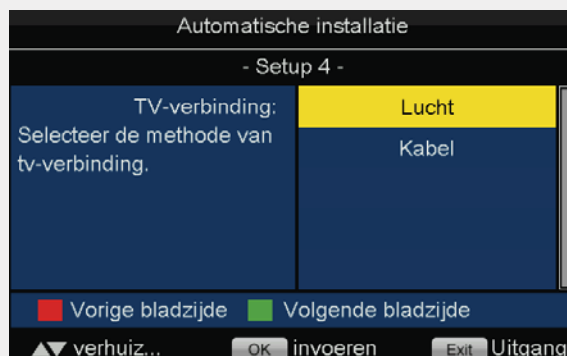 Automatische installatie
- Setup 4 -
TV-verbinding:
Selecteer de methode van
tv-verbinding.
Lucht
Kabel
Vorige bladzijde Volgende bladzijde
verhuiz... OK invoeren Exit Uitgang